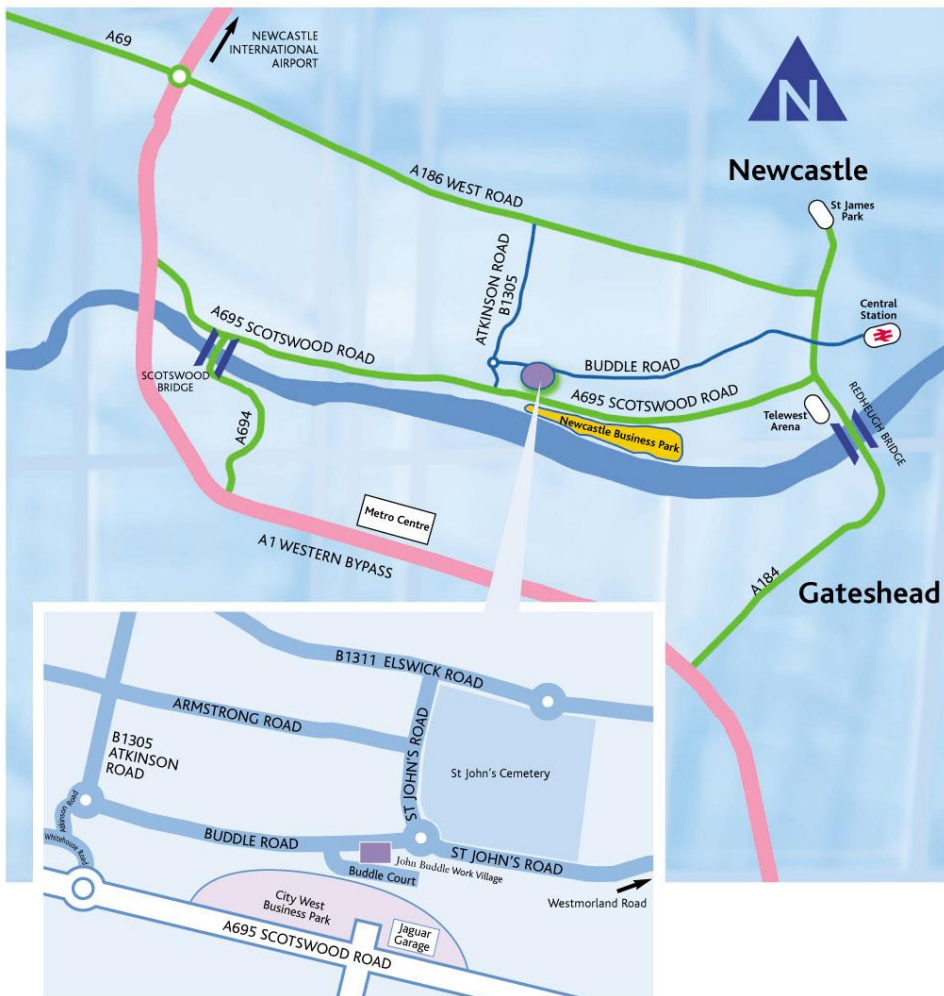 A69
NEWCASTLE
INTERNATIONAL
AIRPORT
N
Newcastle
A186 WEST ROAD
St James
Park
ATKINSON ROAD
B1305
Central
Station
A695 SCOTSWOOD ROAD
BUDDLE ROAD
SCOTSWOOD
BRIDGE
A695 SCOTSWOOD ROAD
REDHEUGH BRIDGE
Telewest
Arena
A694
Newcastle Business Park
Metro Centre
A1 WESTERN BYPASS
A184
Gateshead
B1311 ELSWICK ROAD
ARMSTRONG ROAD
ST JOHN'S ROAD
B1305
ATKINSON
ROAD
St John's Cemetery
Atkinson Road
Whitehouse Road
BUDDLE ROAD
ST JOHN'S ROAD
John Buddle Work Village
Buddle Court
Westmorland Road
City West
Business Park
Jaguar
Garage
A695 SCOTSWOOD ROAD